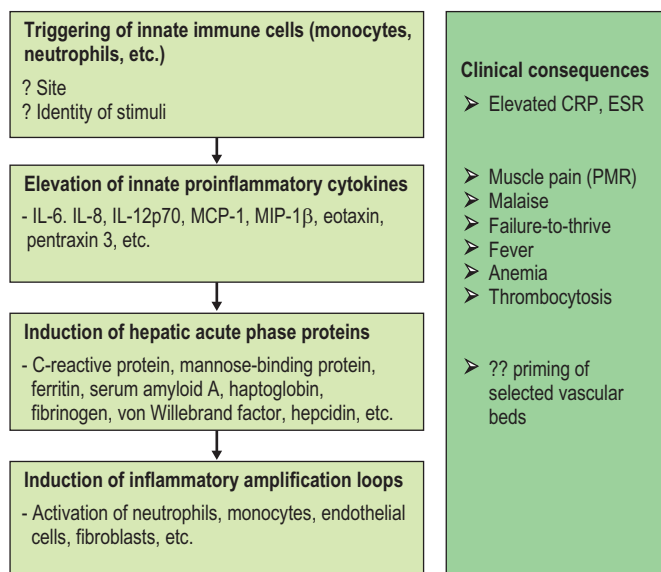 Triggering of innate immune cells (monocytes,
neutrophils, etc.)
? Site
? Identity of stimuli
Elevation of innate proinflammatory cytokines
- IL-6. IL-8, IL-12p70, MCP-1, MIP-1β, eotaxin,
pentraxin 3, etc.
Induction of hepatic acute phase proteins
- C-reactive protein, mannose-binding protein,
ferritin, serum amyloid A, haptoglobin,
fibrinogen, von Willebrand factor, hepcidin, etc.
Induction of inflammatory amplification loops
- Activation of neutrophils, monocytes, endothelial
cells, fibroblasts, etc.
Clinical consequences
➢ Elevated CRP, ESR
➢ Muscle pain (PMR)
➢ Malaise
➢ Failure-to-thrive
➢ Fever
➢ Anemia
➢ Thrombocytosis
➢ ?? priming of
selected vascular
beds